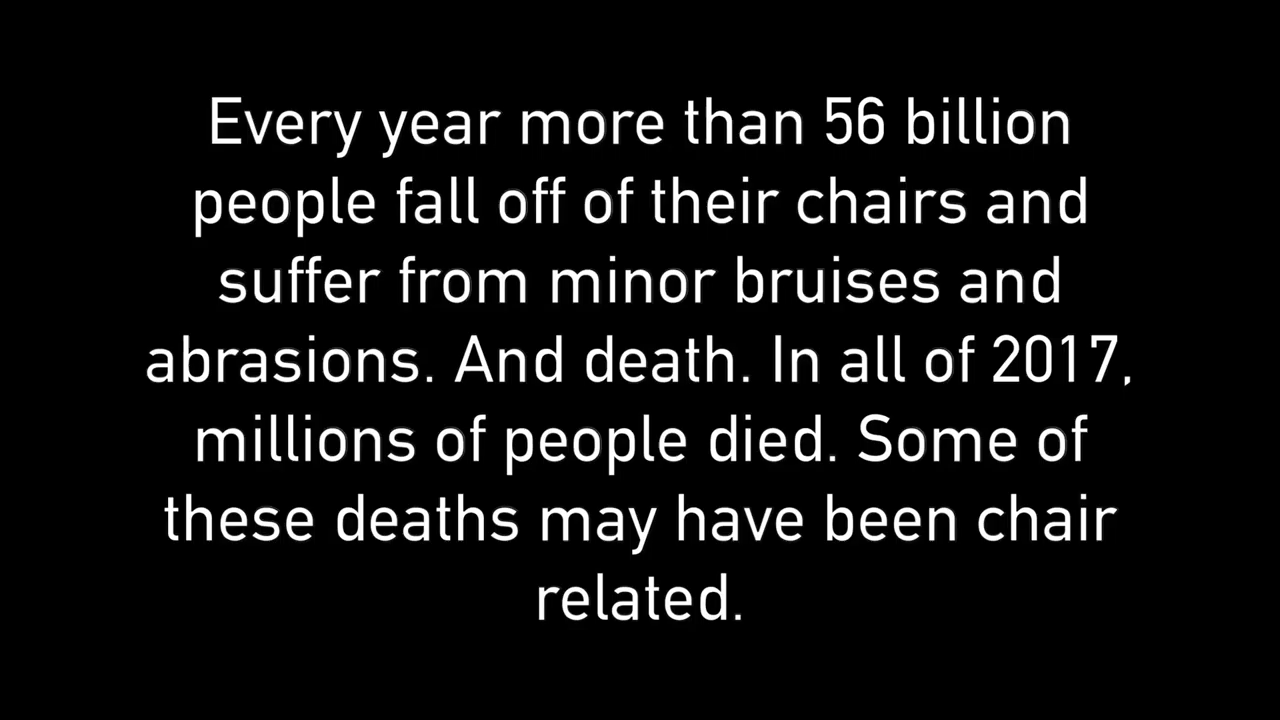 Every year more than 56 billion
people fall off of their chairs and
suffer from minor bruises and
abrasions. And death. In all of 2017,
millions of people died. Some of
these deaths may have been chair
related.